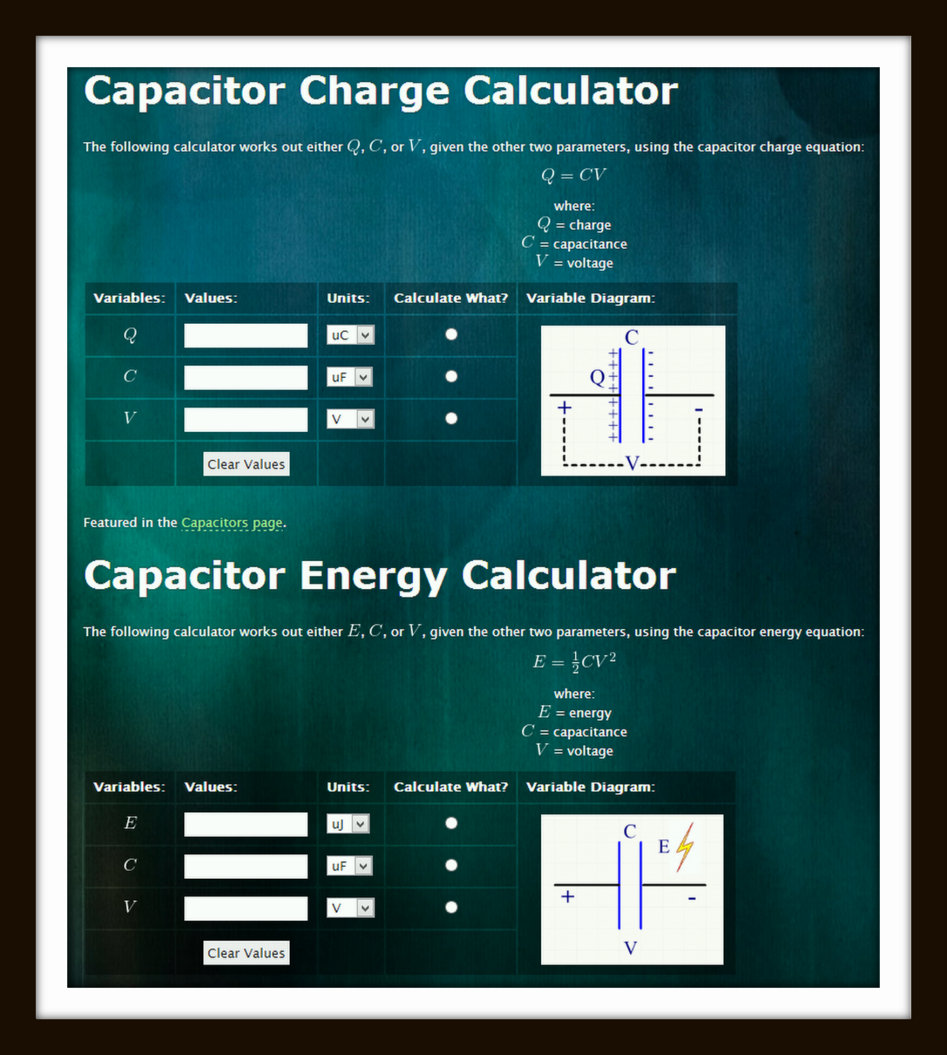 Capacitor Charge Calculator
The following calculator works out either Q, C, or V, given the other two parameters, using the capacitor charge equation:
Q = CV
where:
Q = charge
C = capacitance
V = voltage
Variables: Values: Units: Calculate What? Variable Diagram:
Q uC
C uF
V V
Clear Values
C
Q
+ -
V
Featured in the Capacitors page.
Capacitor Energy Calculator
The following calculator works out either E, C, or V, given the other two parameters, using the capacitor energy equation:
E = ½CV²
where:
E = energy
C = capacitance
V = voltage
Variables: Values: Units: Calculate What? Variable Diagram:
E uJ
C uF
V V
Clear Values
C
E
+ -
V